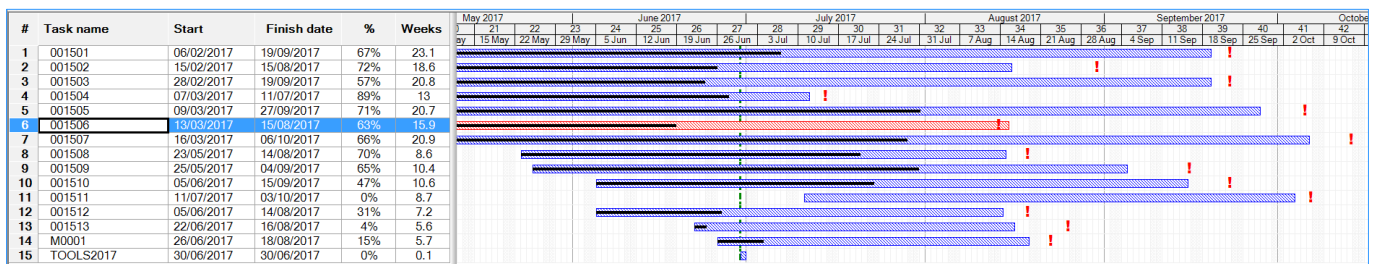 May 2017 June 2017 July 2017 August 2017 September 2017 Octobe
# Task name Start Finish date % Weeks 21 22 23 24 25 26 27 28 29 30 31 32 33 34 35 36 37 38 39 40 41 42
ay 15 May 22 May 29 May 5 Jun 12 Jun 19 Jun 26 Jun 3 Jul 10 Jul 17 Jul 24 Jul 31 Jul 7 Aug 14 Aug 21 Aug 28 Aug 4 Sep 11 Sep 18 Sep 25 Sep 2 Oct 9 Oct
1 001501 06/02/2017 19/09/2017 67% 23.1 !
2 001502 15/02/2017 15/08/2017 72% 18.6 !
3 001503 28/02/2017 19/09/2017 57% 20.8 !
4 001504 07/03/2017 11/07/2017 89% 13 !
5 001505 09/03/2017 27/09/2017 71% 20.7 !
6 001506 13/03/2017 15/08/2017 63% 15.9 !
7 001507 16/03/2017 06/10/2017 66% 20.9 !
8 001508 23/05/2017 14/08/2017 70% 8.6 !
9 001509 25/05/2017 04/09/2017 65% 10.4 !
10 001510 05/06/2017 15/09/2017 47% 10.6 !
11 001511 11/07/2017 03/10/2017 0% 8.7 !
12 001512 05/06/2017 14/08/2017 31% 7.2 !
13 001513 22/06/2017 16/08/2017 4% 5.6 !
14 M0001 26/06/2017 18/08/2017 15% 5.7 !
15 TOOLS2017 30/06/2017 30/06/2017 0% 0.1